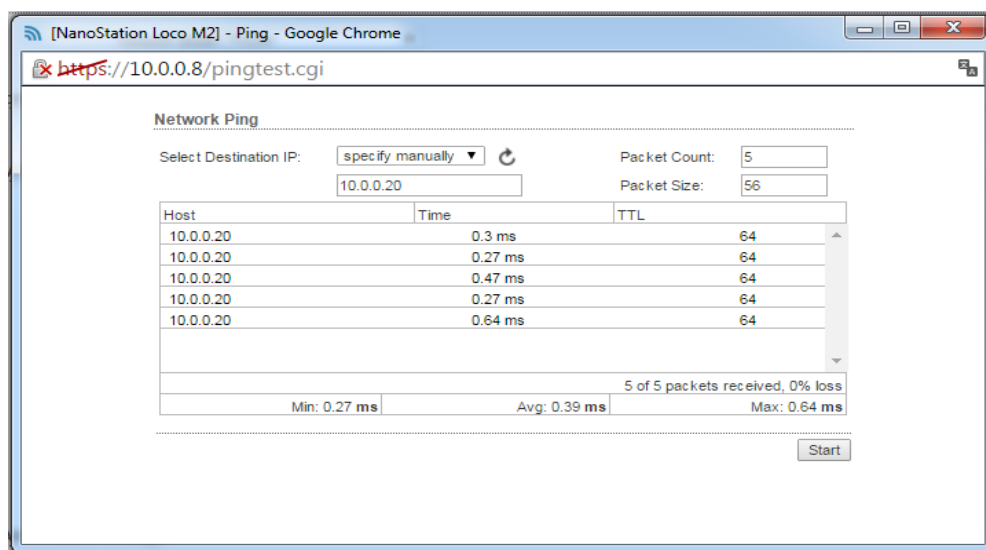 [NanoStation Loco M2] - Ping - Google Chrome
https://10.0.0.8/pingtest.cgi
Network Ping
Select Destination IP: specify manually Packet Count: 5
10.0.0.20 Packet Size: 56
Host Time TTL
10.0.0.20 0.3 ms 64
10.0.0.20 0.27 ms 64
10.0.0.20 0.47 ms 64
10.0.0.20 0.27 ms 64
10.0.0.20 0.64 ms 64
5 of 5 packets received, 0% loss
Min: 0.27 ms Avg: 0.39 ms Max: 0.64 ms
Start